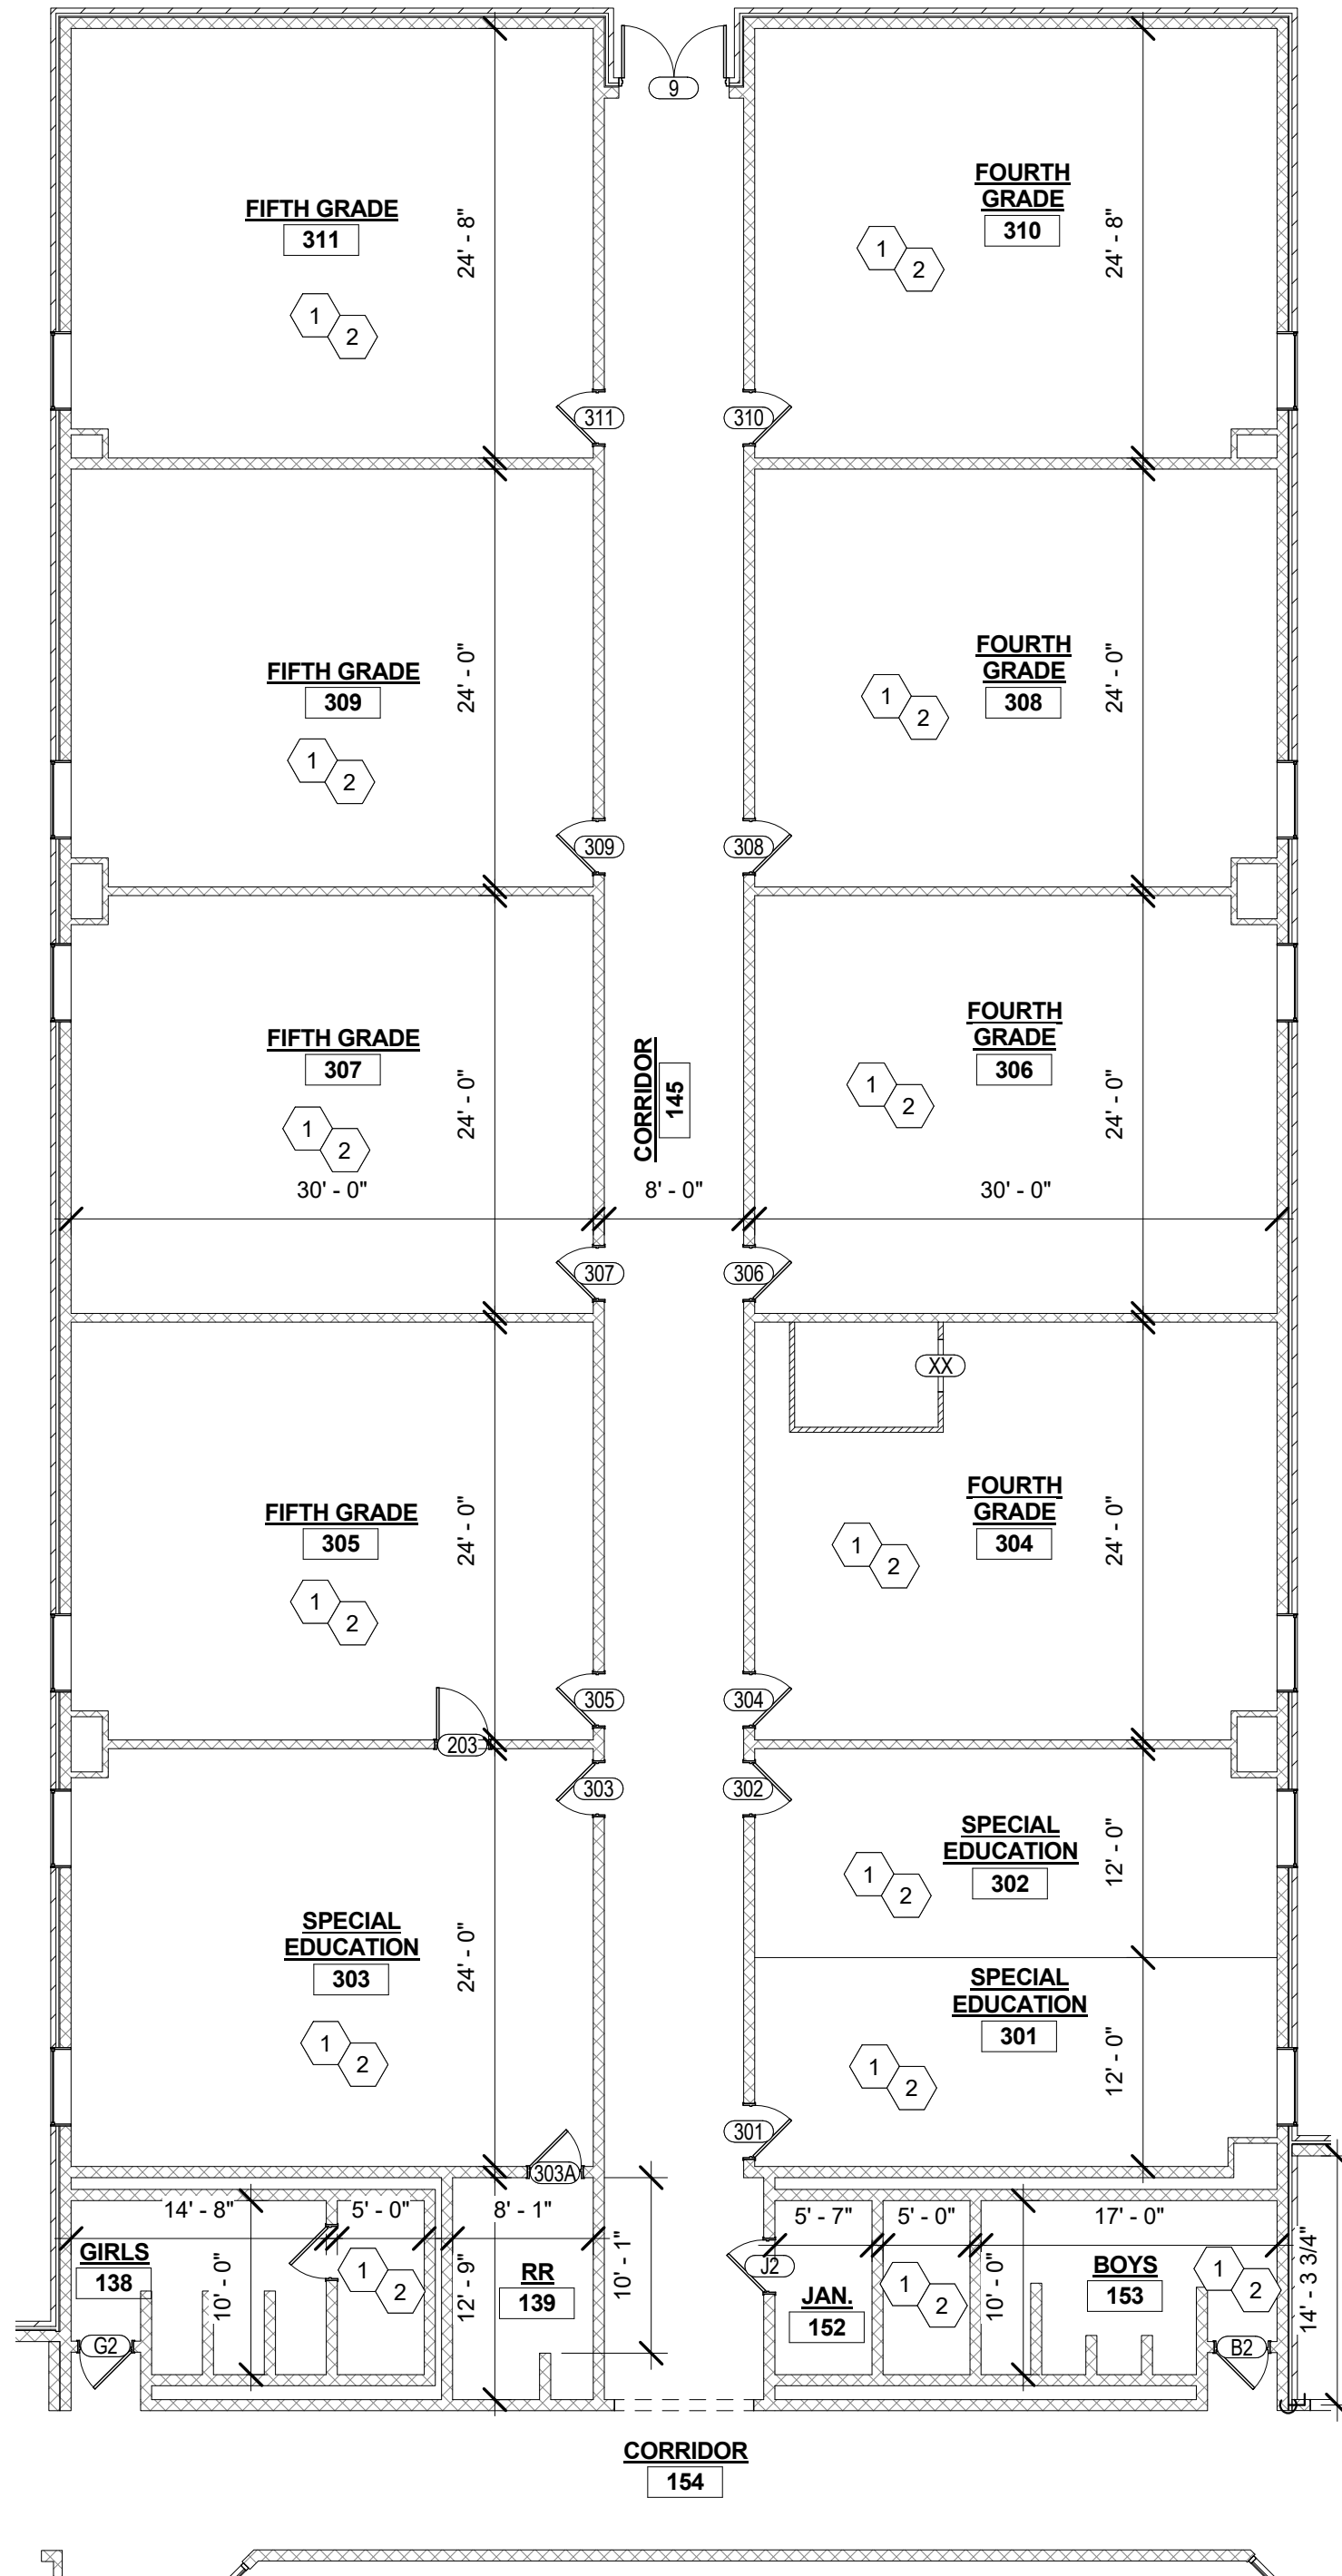 9
FIFTH GRADE
311
24' - 8"
1
2
311
FOURTH
GRADE
310
24' - 8"
1
2
310
FIFTH GRADE
309
24' - 0"
1
2
309
FOURTH
GRADE
308
24' - 0"
1
2
308
FIFTH GRADE
307
24' - 0"
1
2
30' - 0"
307
CORRIDOR
145
8' - 0"
FOURTH
GRADE
306
24' - 0"
1
2
30' - 0"
306
XX
FIFTH GRADE
305
24' - 0"
1
2
305
203
FOURTH
GRADE
304
24' - 0"
1
2
304
303
SPECIAL
EDUCATION
303
24' - 0"
1
2
303A
302
SPECIAL
EDUCATION
302
12' - 0"
1
2
SPECIAL
EDUCATION
301
12' - 0"
1
2
301
14' - 8"
5' - 0"
8' - 1"
GIRLS
138
10' - 0"
1
2
12' - 9"
RR
139
10' - 1"
G2
5' - 7"
5' - 0"
17' - 0"
J2
JAN.
152
1
2
10' - 0"
BOYS
153
1
2
14' - 3 3/4"
B2
CORRIDOR
154